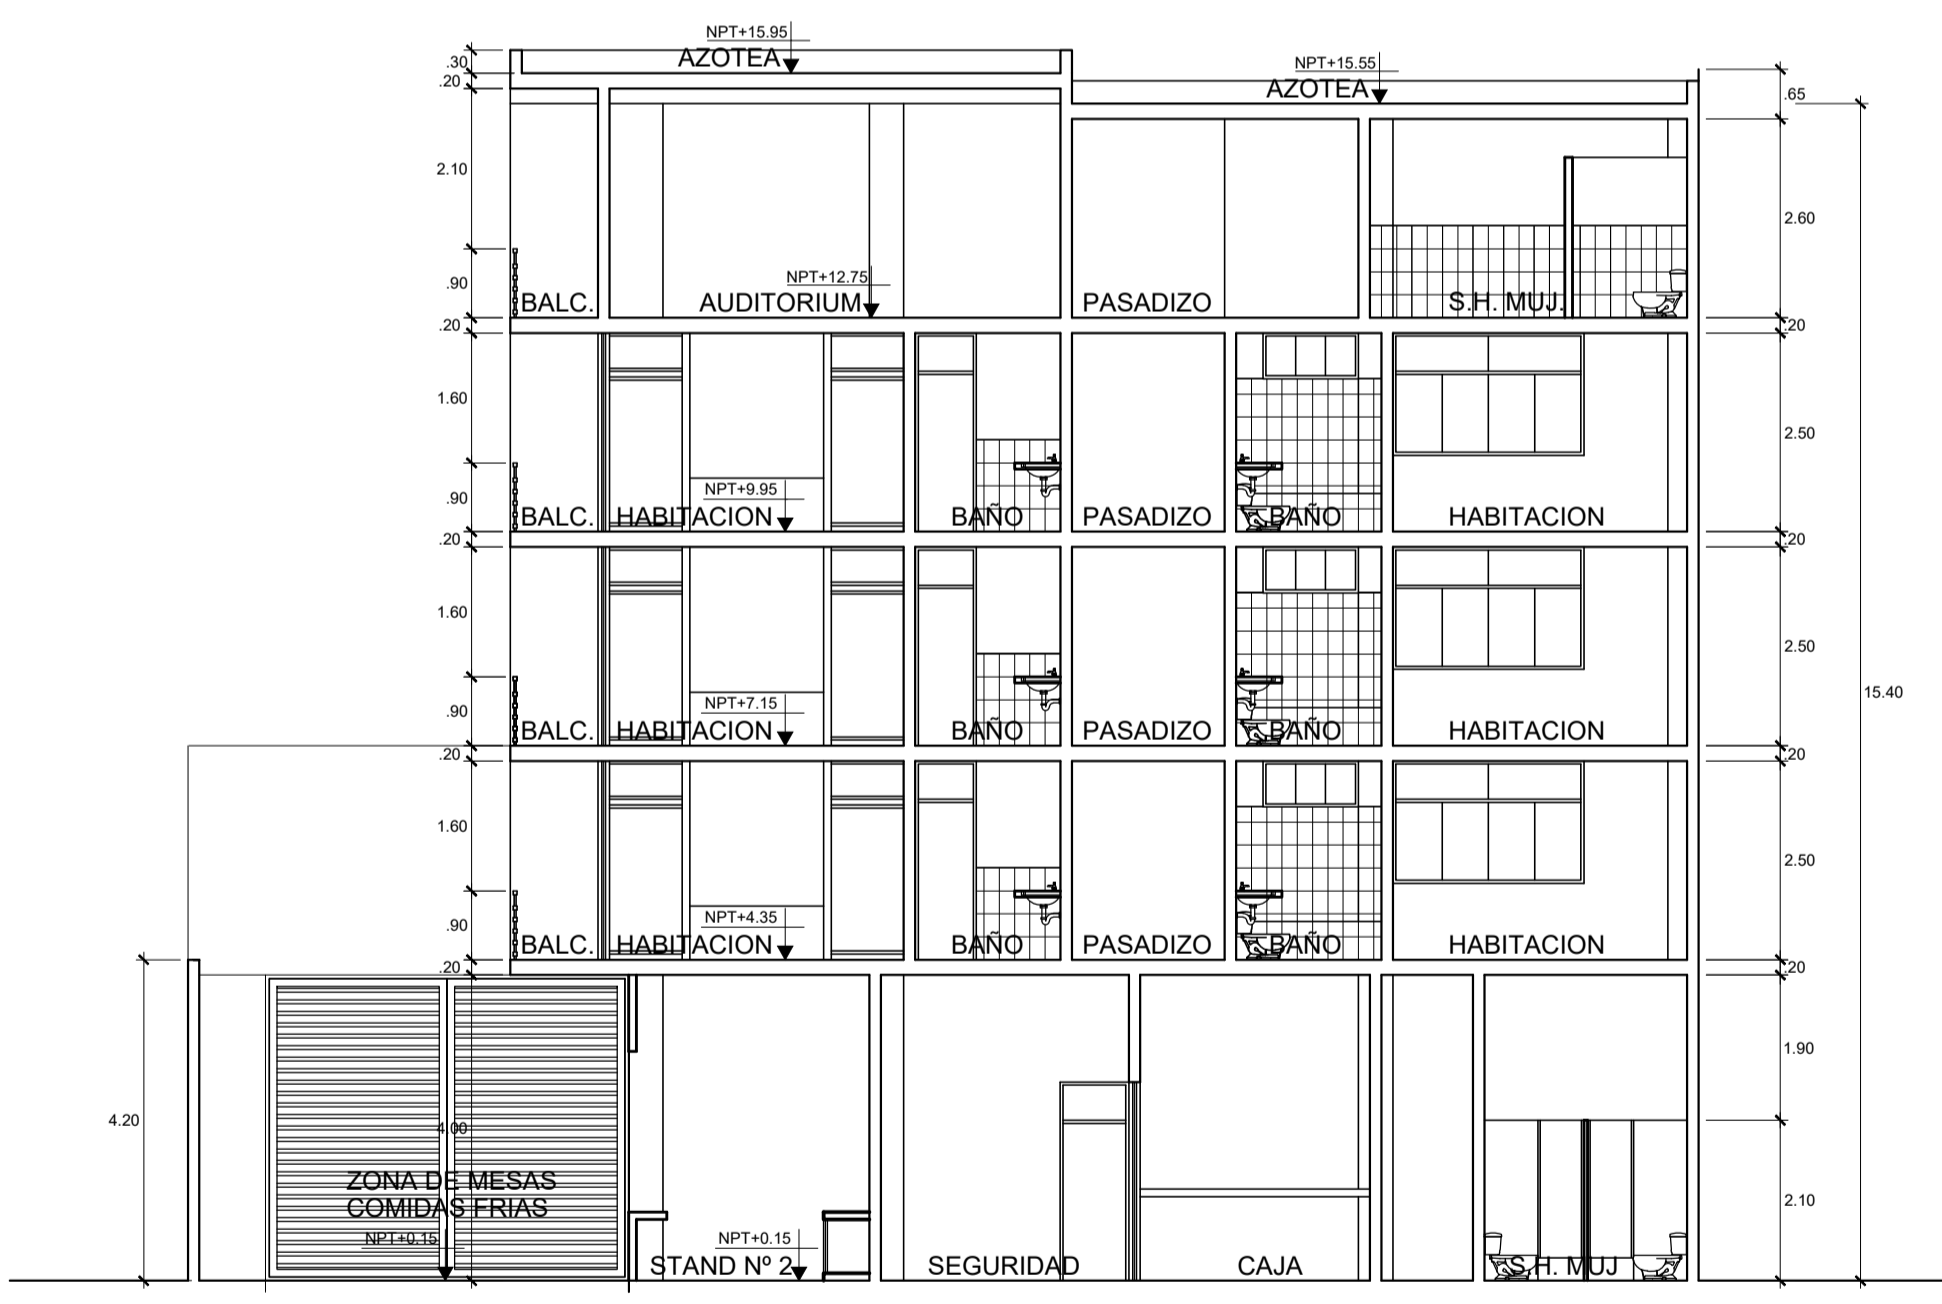 NPT+15.95
AZOTEA
NPT+15.55
AZOTEA
.30
.20
.65
2.10
2.60
.90
NPT+12.75
BALC.
AUDITORIUM
PASADIZO
S.H. MUJ.
.20
.20
1.60
2.50
.90
NPT+9.95
BALC.
HABITACION
BAÑO
PASADIZO
BAÑO
HABITACION
.20
.20
1.60
2.50
15.40
.90
NPT+7.15
BALC.
HABITACION
BAÑO
PASADIZO
BAÑO
HABITACION
.20
.20
1.60
2.50
.90
NPT+4.35
BALC.
HABITACION
BAÑO
PASADIZO
BAÑO
HABITACION
.20
.20
1.90
4.20
4.00
ZONA DE MESAS
COMIDAS FRIAS
2.10
NPT+0.15
NPT+0.15
STAND Nº 2
SEGURIDAD
CAJA
S.H. MUJ